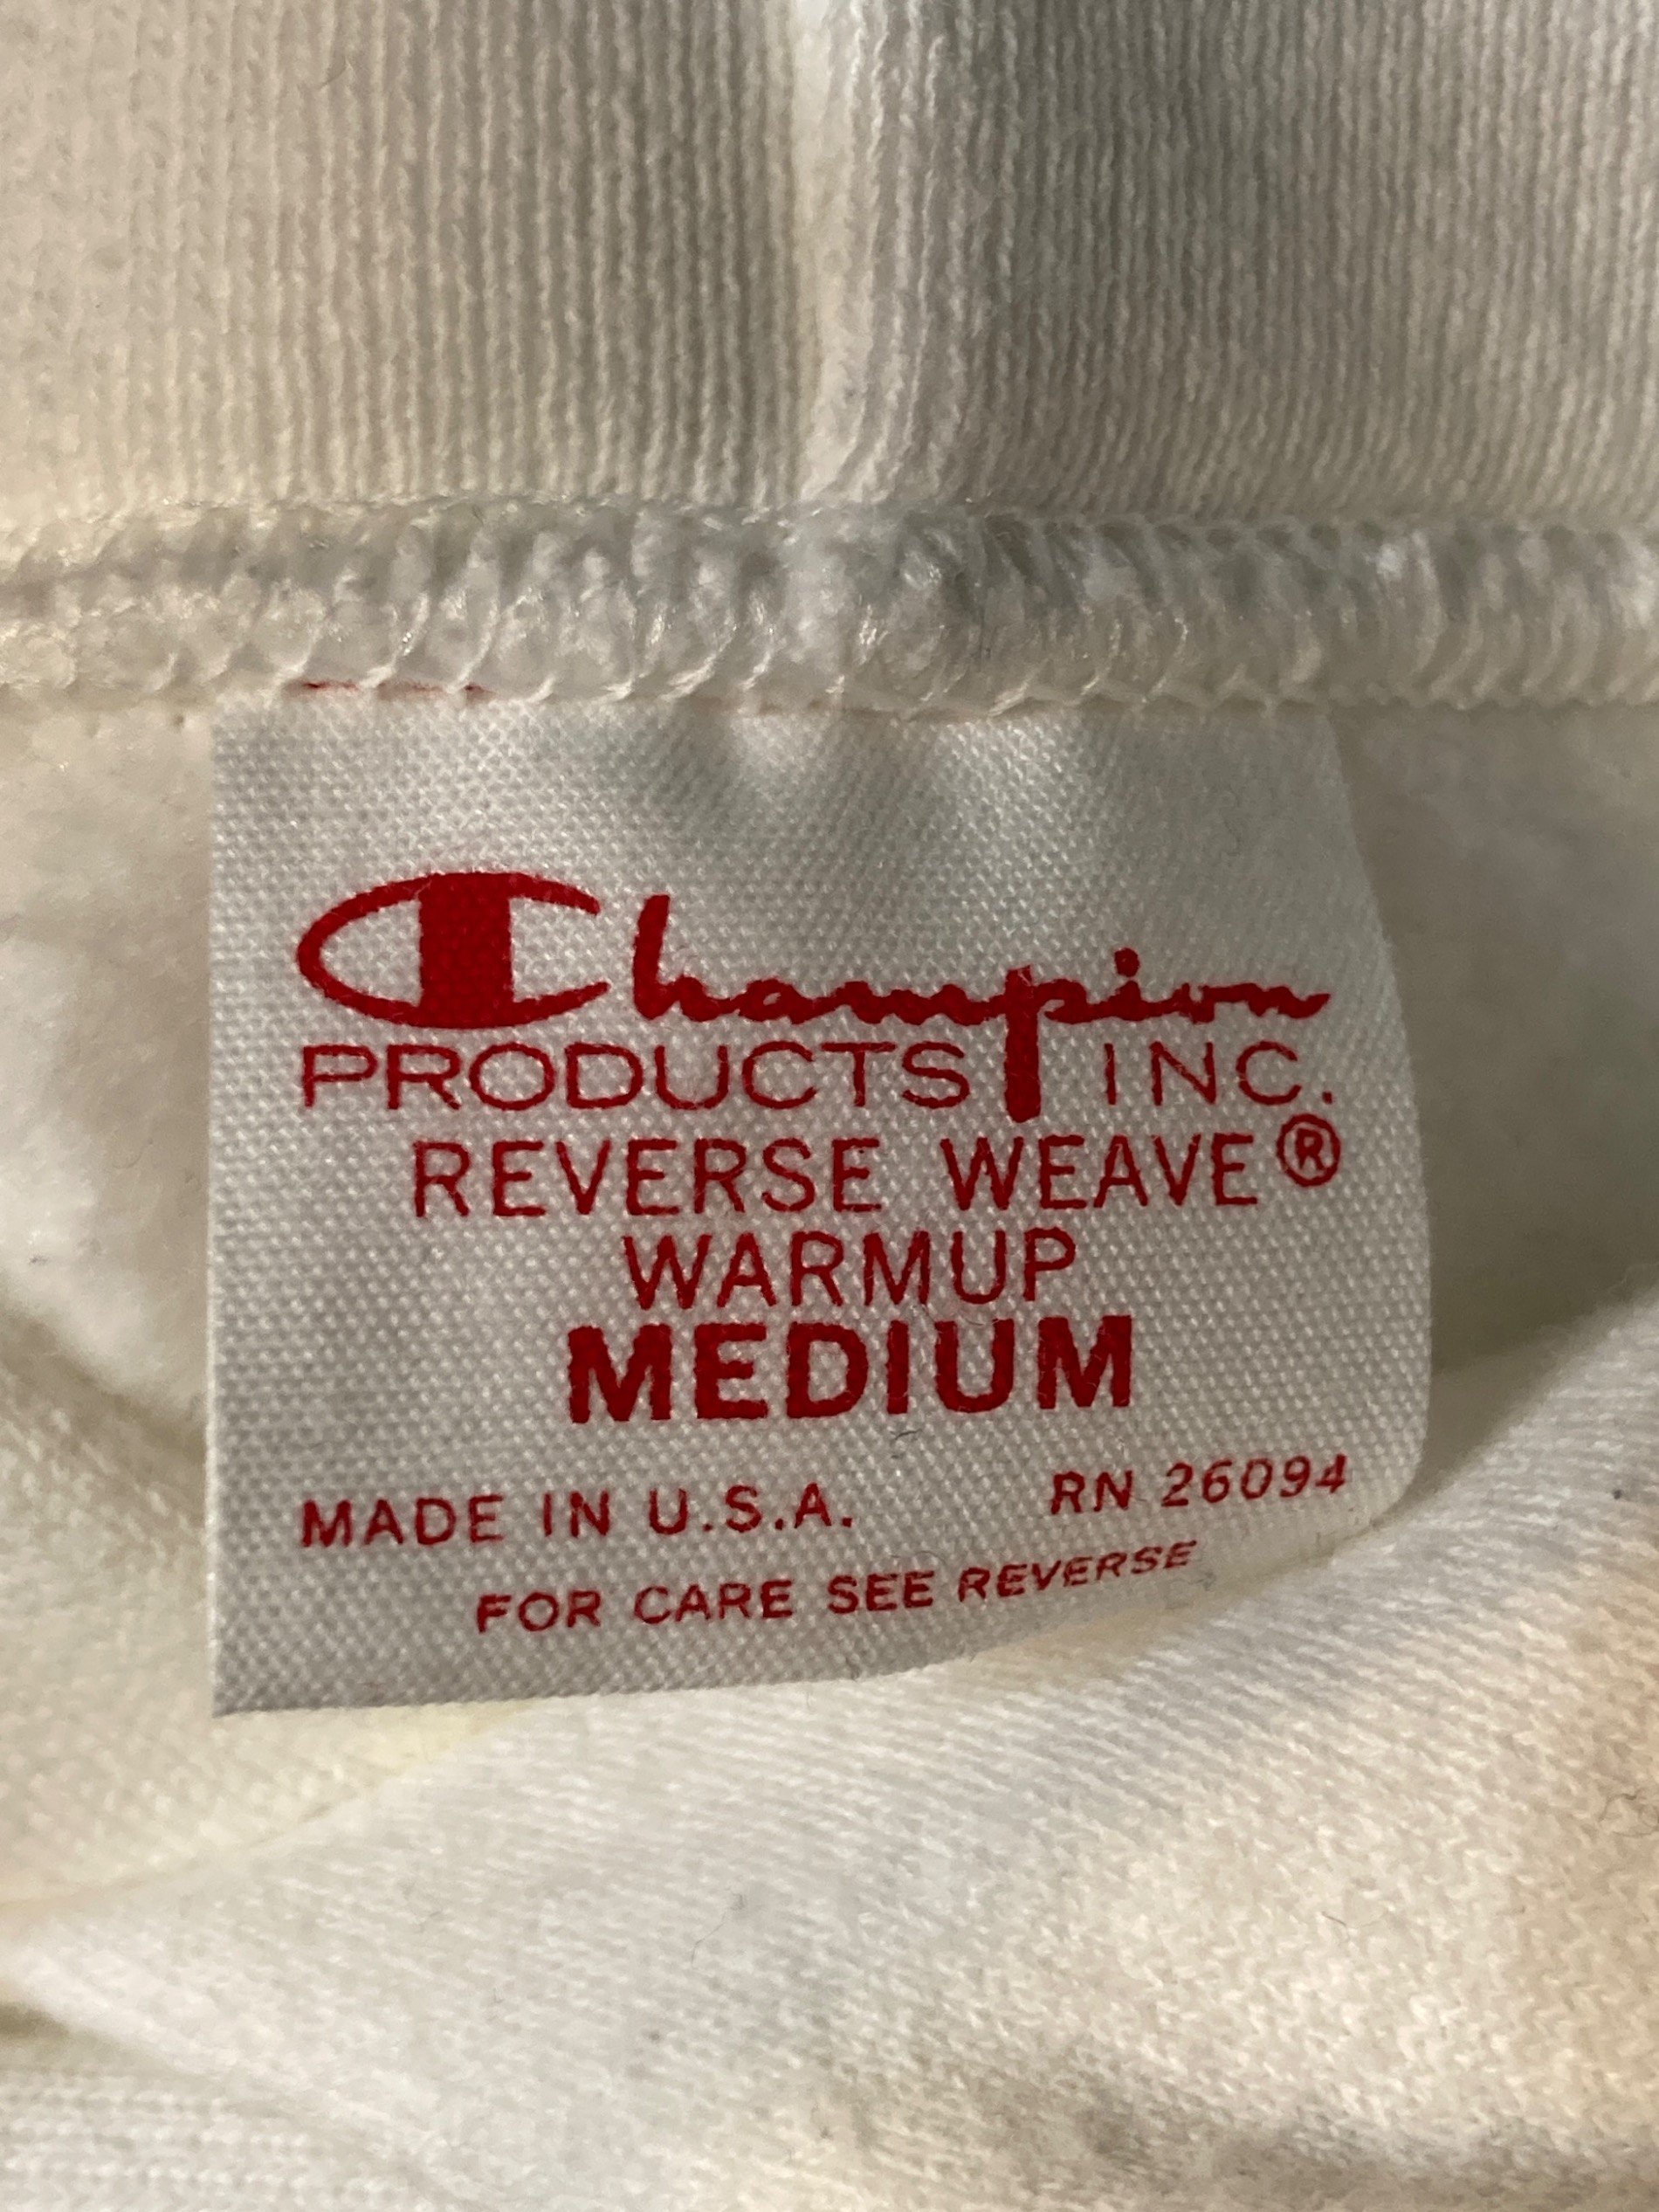 Champion
PRODUCTS INC.
REVERSE WEAVE®
WARMUP
MEDIUM
MADE IN U.S.A. RN 26094
FOR CARE SEE REVERSE